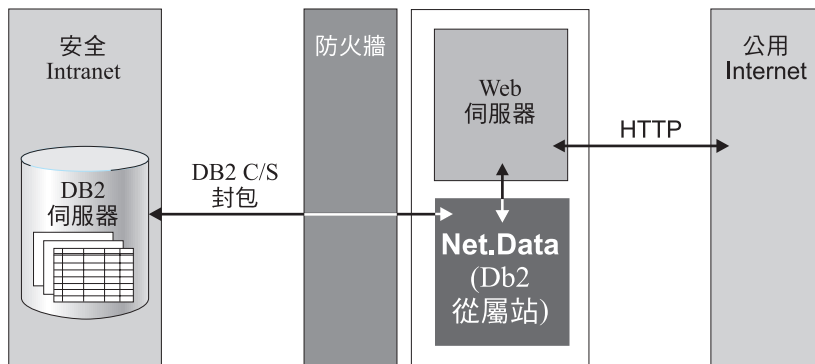 安全
Intranet
DB2
伺服器
DB2 C/S
封包
防火牆
Web
伺服器
Net.Data
(Db2
從屬站)
HTTP
公用
Internet